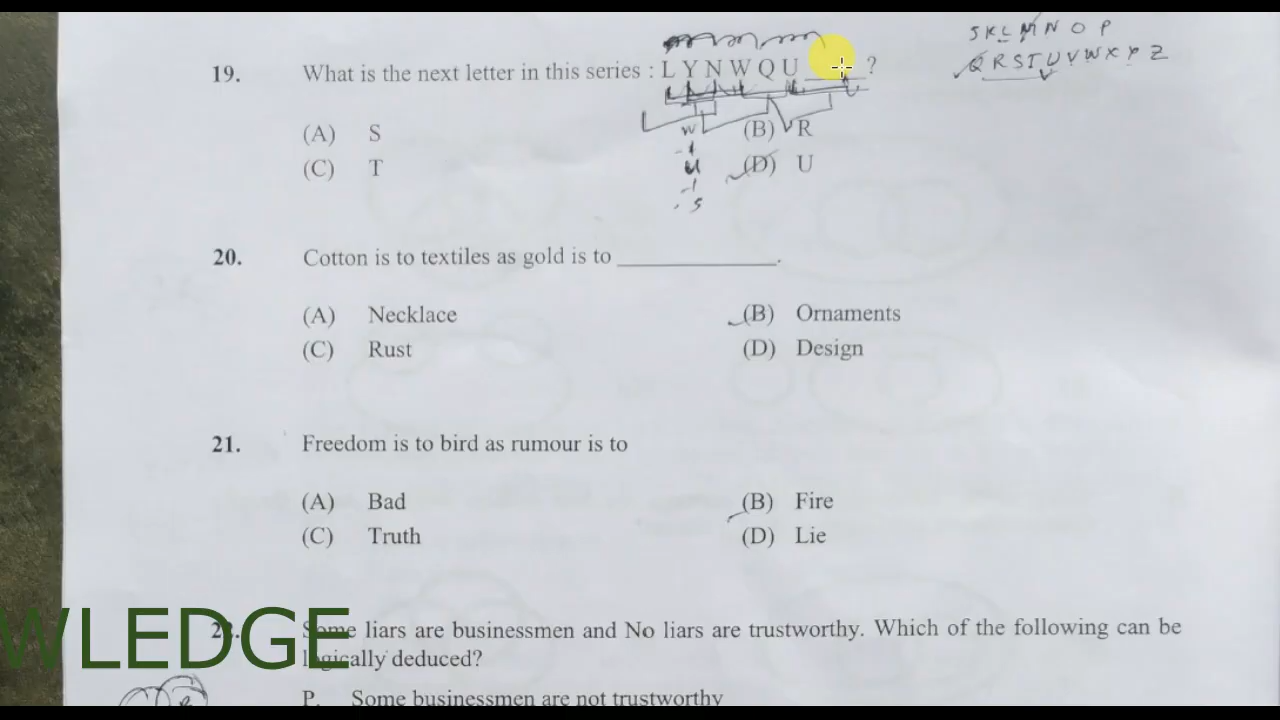 J K L M N O P
Q R S T U V W X Y Z
19. What is the next letter in this series : L Y N W Q U _____ ?
(A) S (B) R
W
(C) T (D) U
u
S
20. Cotton is to textiles as gold is to _____________.
(A) Necklace (B) Ornaments
(C) Rust (D) Design
21. Freedom is to bird as rumour is to
(A) Bad (B) Fire
(C) Truth (D) Lie
WLEDGE
22. Some liars are businessmen and No liars are trustworthy. Which of the following can be
logically deduced?
P. Some businessmen are not trustworthy